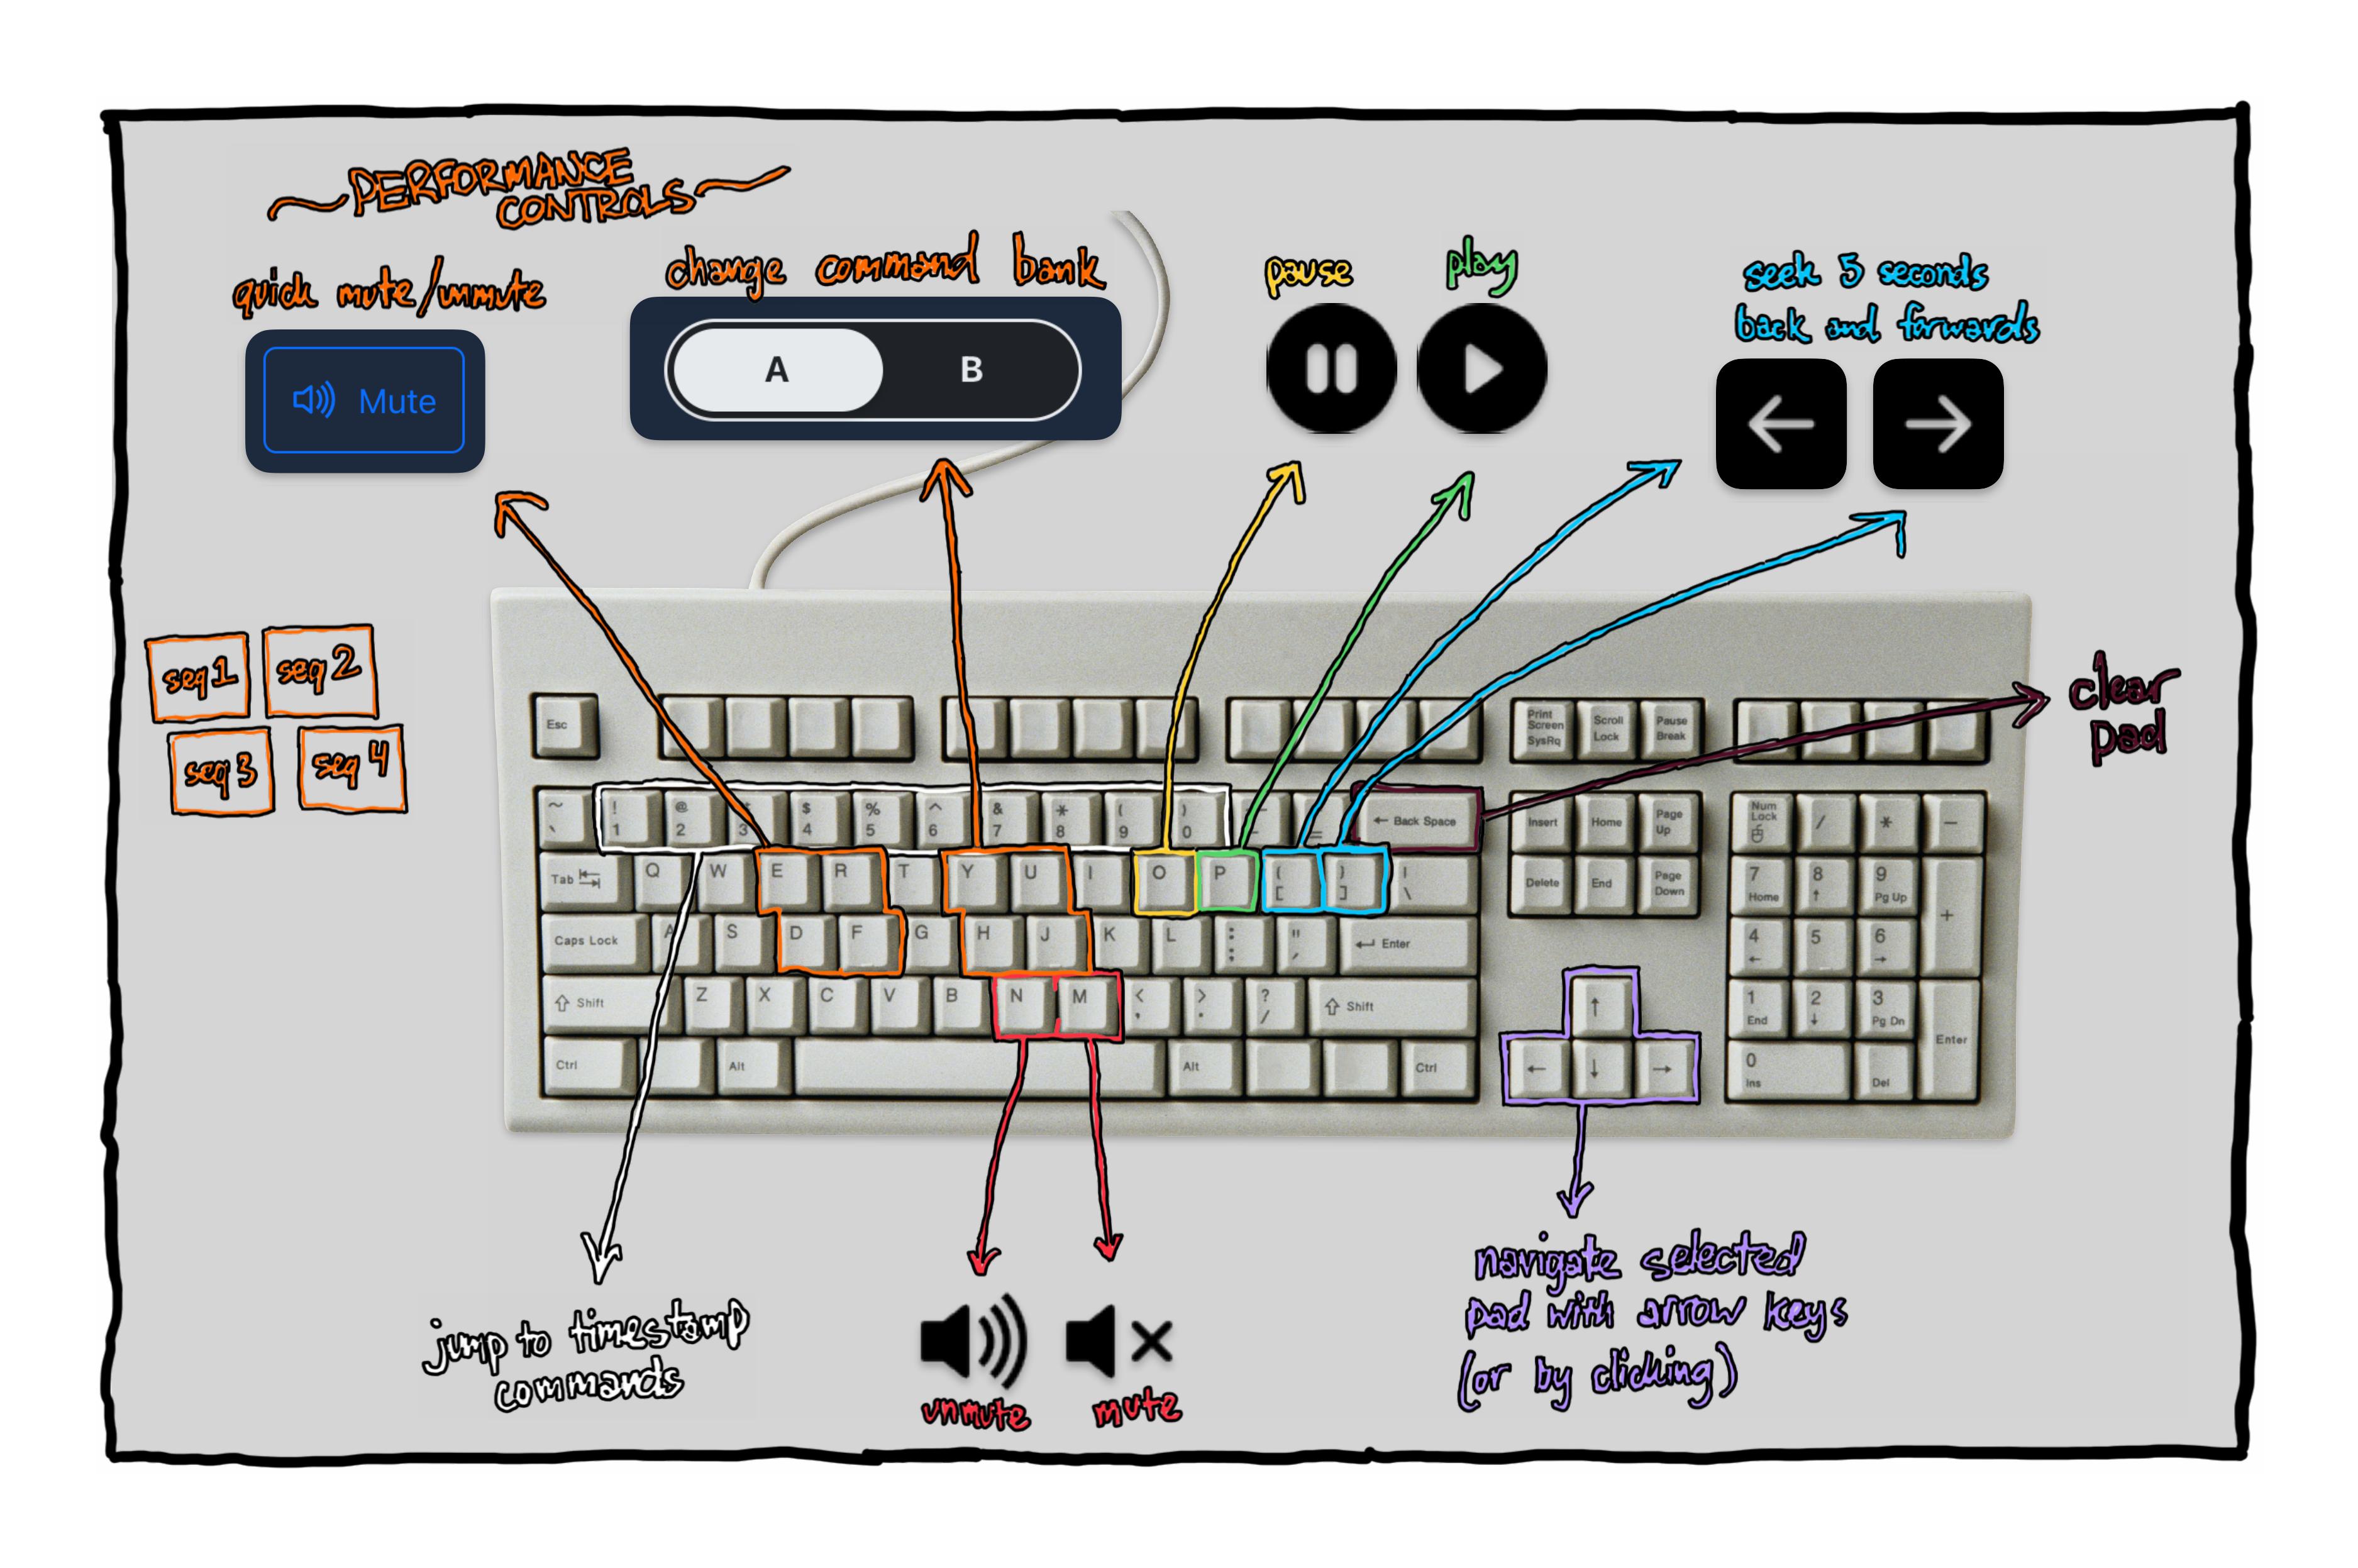 PERFORMANCE
CONTROLS
quick mute/unmute
Mute
change command bank
A B
pause
play
seek 5 seconds
back and forwards
seq 1
seq 2
seq 3
seq 4
clear
pad
Esc
Print Screen SysRq
Scroll Lock
Pause Break
~ `
! 1
@ 2
3
$ 4
% 5
^ 6
& 7
* 8
( 9
) 0
=
← Back Space
Insert
Home
Page Up
Num Lock
/
*
–
Tab
Q
W
E
R
T
Y
U
I
O
P
{ [
} ]
| \
Delete
End
Page Down
7 Home
8 ↑
9 Pg Up
+
Caps Lock
A
S
D
F
G
H
J
K
L
: ;
" '
↵ Enter
4 ←
5
6 →
⇧ Shift
Z
X
C
V
B
N
M
< ,
> .
? /
⇧ Shift
↑
1 End
2 ↓
3 Pg Dn
Enter
Ctrl
Alt
Alt
Ctrl
←
↓
→
0 Ins
Del
jump to timestamp
commands
unmute
mute
navigate selected
pad with arrow keys
(or by clicking)